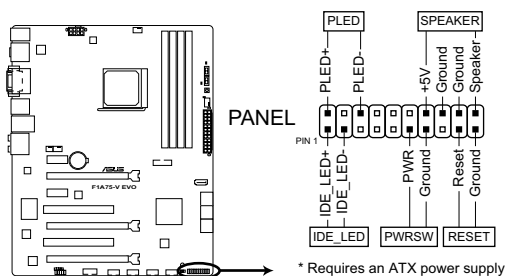 PLED
SPEAKER
PLED+
PLED-
+5V
Ground
Ground
Speaker
PANEL
PIN 1
IDE_LED+
IDE_LED-
PWR
Ground
Reset
Ground
IDE_LED
PWRSW
RESET
* Requires an ATX power supply
ASUS
F1A75-V EVO